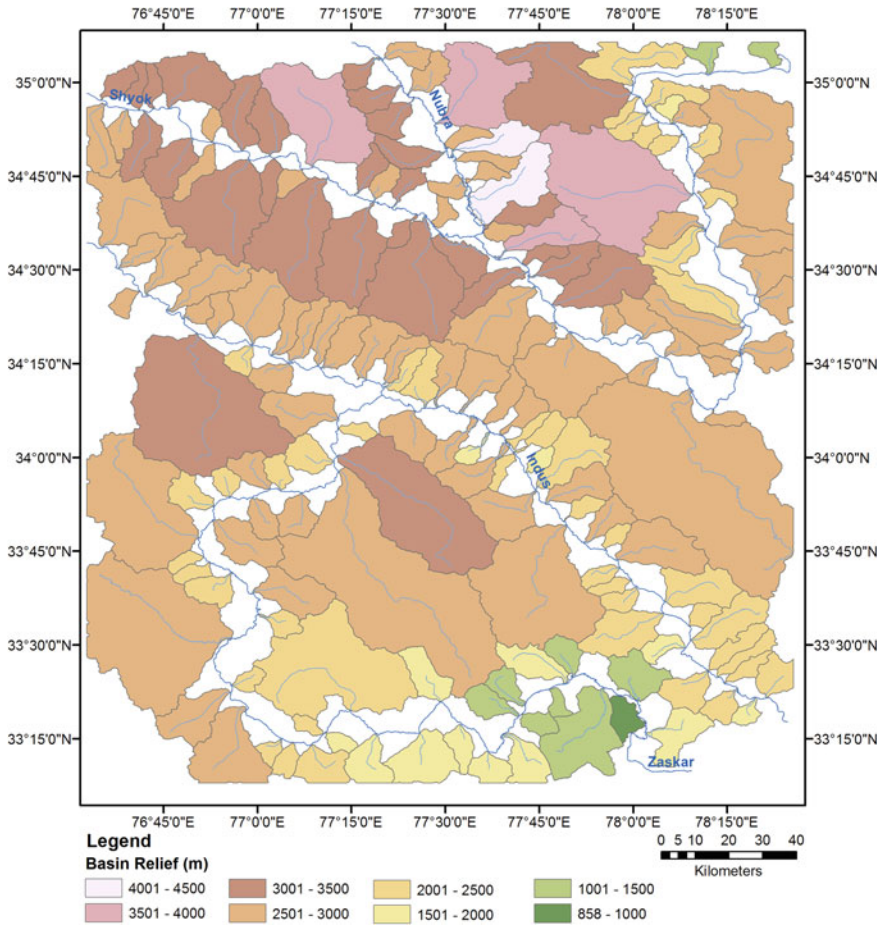 76°45'0"E 77°0'0"E 77°15'0"E 77°30'0"E 77°45'0"E 78°0'0"E 78°15'0"E
35°0'0"N 35°0'0"N
Shyok
Nubra
34°45'0"N 34°45'0"N
34°30'0"N 34°30'0"N
34°15'0"N 34°15'0"N
34°0'0"N 34°0'0"N
Indus
33°45'0"N 33°45'0"N
33°30'0"N 33°30'0"N
33°15'0"N 33°15'0"N
Zaskar
76°45'0"E 77°0'0"E 77°15'0"E 77°30'0"E 77°45'0"E 78°0'0"E 78°15'0"E
Legend
Basin Relief (m)
4001 - 4500 3001 - 3500 2001 - 2500 1001 - 1500
3501 - 4000 2501 - 3000 1501 - 2000 858 - 1000
0 5 10 20 30 40
Kilometers